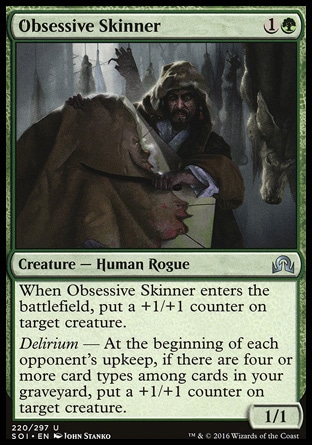 Obsessive Skinner 1
Creature — Human Rogue
When Obsessive Skinner enters the
battlefield, put a +1/+1 counter on
target creature.
Delirium — At the beginning of each
opponent's upkeep, if there are four or
more card types among cards in your
graveyard, put a +1/+1 counter on
target creature.
1/1
220/297 U
SOI • EN John Stanko
™ & © 2016 Wizards of the Coast